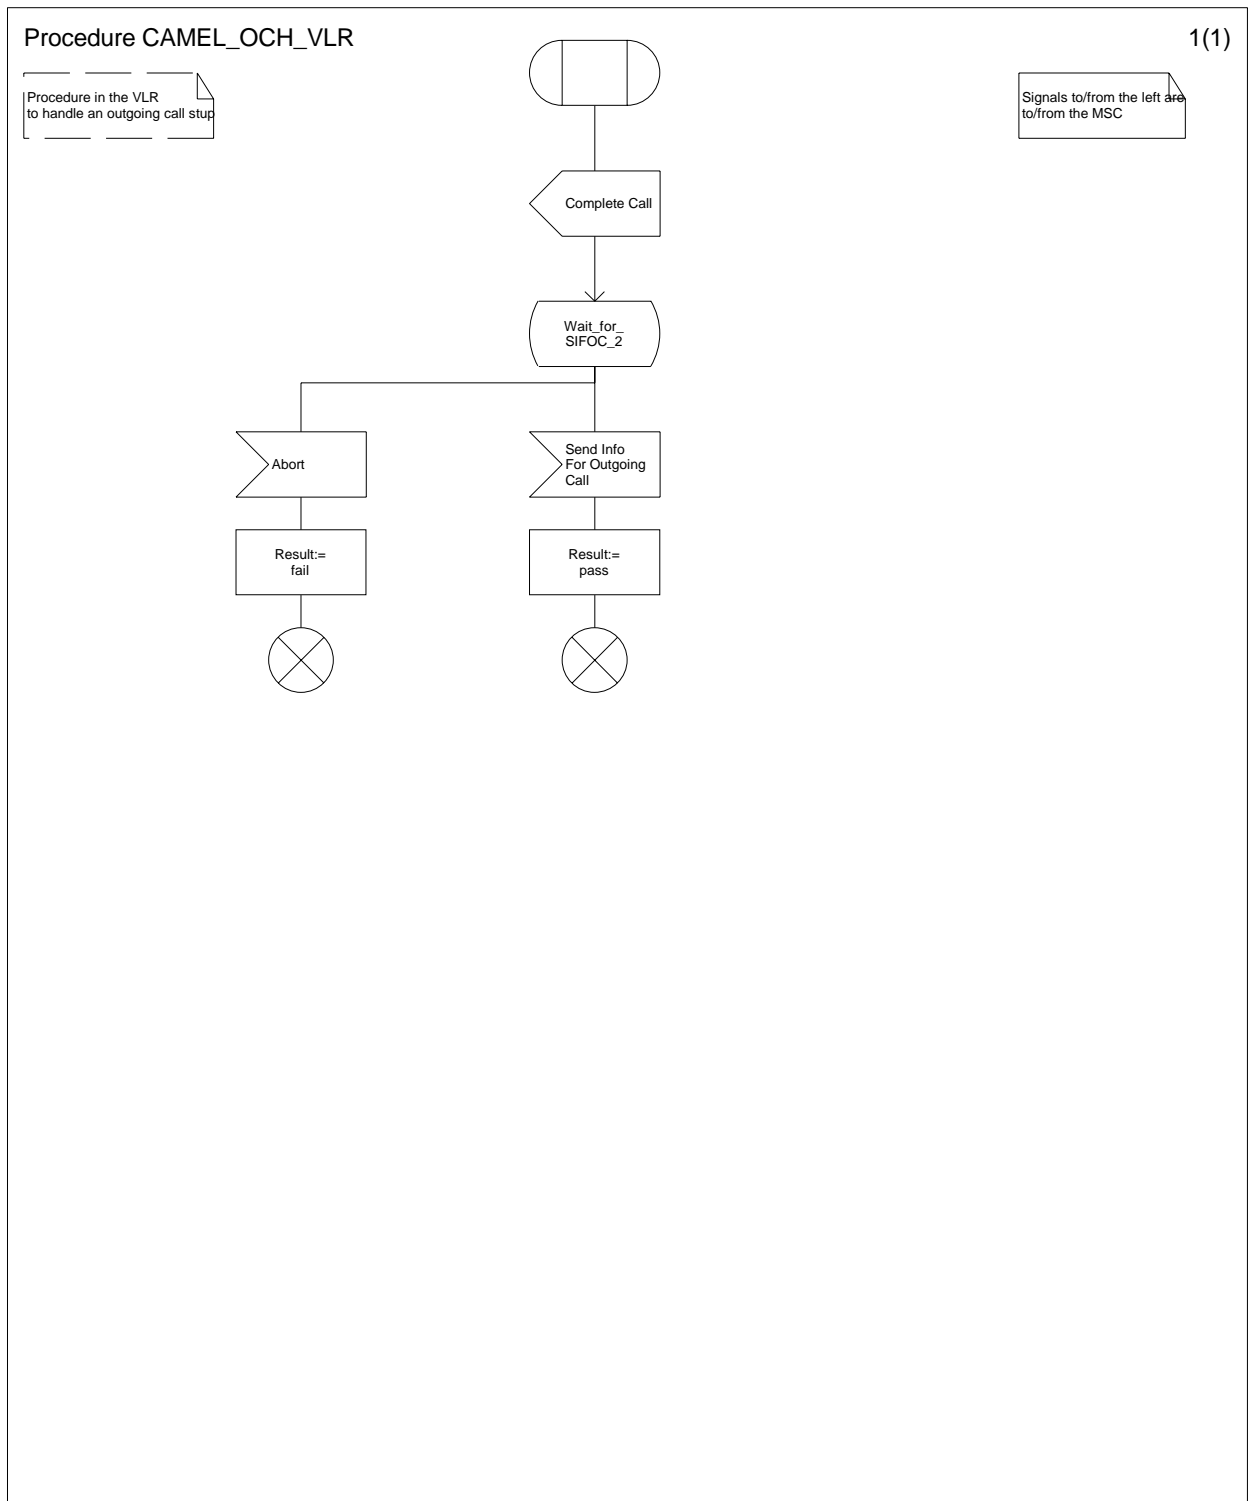 Procedure CAMEL_OCH_VLR
1(1)
Procedure in the VLR
to handle an outgoing call stup
Signals to/from the left are
to/from the MSC
Complete Call
Wait_for_
SIFOC_2
Abort
Send Info
For Outgoing
Call
Result:=
fail
Result:=
pass